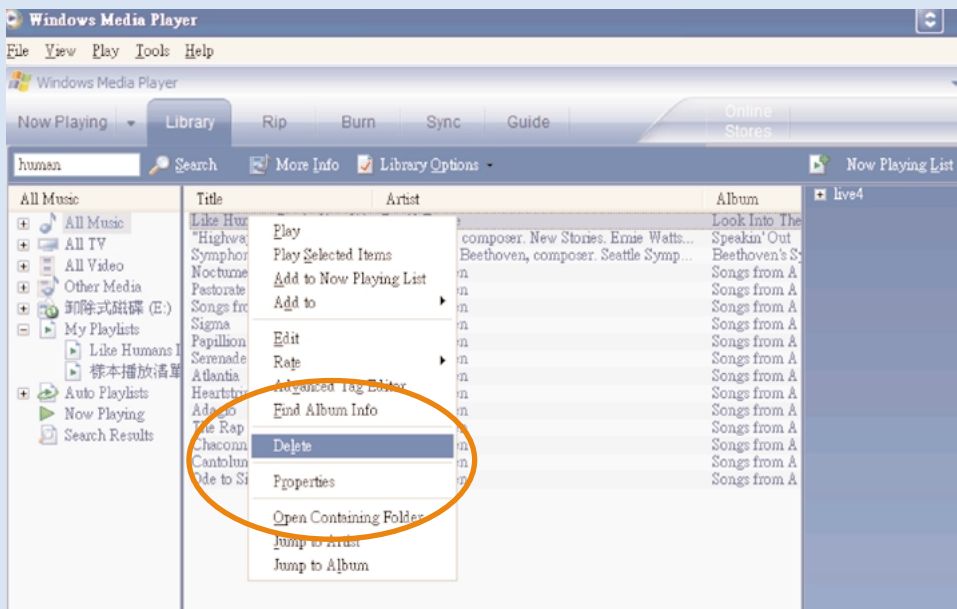 Windows Media Player
File View Play Tools Help
Windows Media Player
Now Playing Library Rip Burn Sync Guide Online Stores
human Search More Info Library Options Now Playing List
All Music Title Artist Album live4
All Music
All TV
All Video
Other Media
卸除式磁碟 (E:)
My Playlists
Like Humans
樣本播放清單
Auto Playlists
Now Playing
Search Results
Like Hu Look Into The
"Highwa composer. New Stories. Ernie Watts... Speakin' Out
Symphor Beethoven, composer. Seattle Symp... Beethoven's Sy
Nocturne Songs from A
Pastorate Songs from A
Songs fro Songs from A
Sigma Songs from A
Papillion Songs from A
Serenade Songs from A
Atlantia Songs from A
Heartstri Songs from A
Adagio Songs from A
The Rap Songs from A
Chaconn Songs from A
Cantolun Songs from A
Ode to Si Songs from A
Play
Play Selected Items
Add to Now Playing List
Add to
Edit
Rate
Advanced Tag Editor
Find Album Info
Delete
Properties
Open Containing Folder
Jump to Artist
Jump to Album